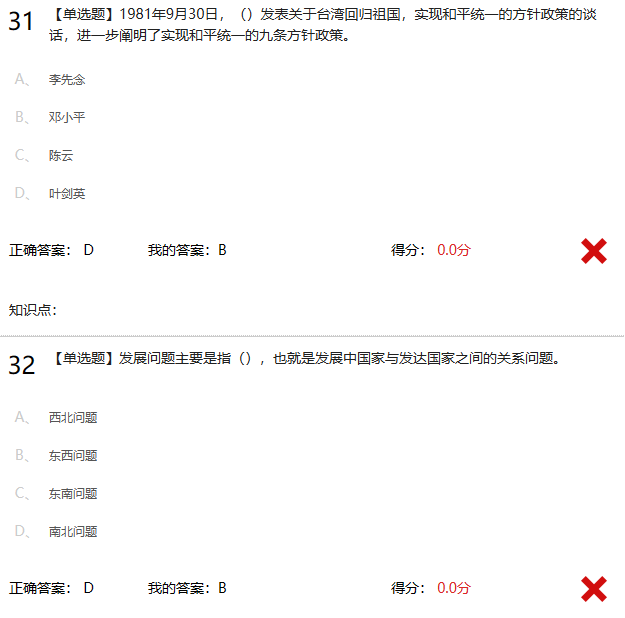 31 【单选题】1981年9月30日，（）发表关于台湾回归祖国，实现和平统一的方针政策的谈
话，进一步阐明了实现和平统一的九条方针政策。
A、 李先念
B、 邓小平
C、 陈云
D、 叶剑英
正确答案： D 我的答案：B 得分： 0.0分
知识点：
32 【单选题】发展问题主要是指（），也就是发展中国家与发达国家之间的关系问题。
A、 西北问题
B、 东西问题
C、 东南问题
D、 南北问题
正确答案： D 我的答案：B 得分： 0.0分